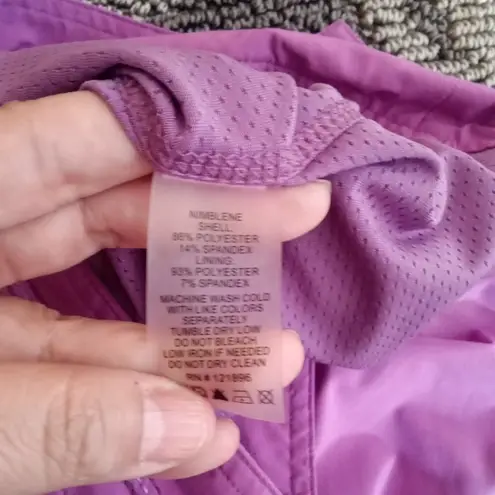 NIMBLENE
SHELL:
86% POLYESTER
14% SPANDEX
LINING:
93% POLYESTER
7% SPANDEX
MACHINE WASH COLD
WITH LIKE COLORS
SEPARATELY
TUMBLE DRY LOW
DO NOT BLEACH
LOW IRON IF NEEDED
DO NOT DRY CLEAN
RN # 121896